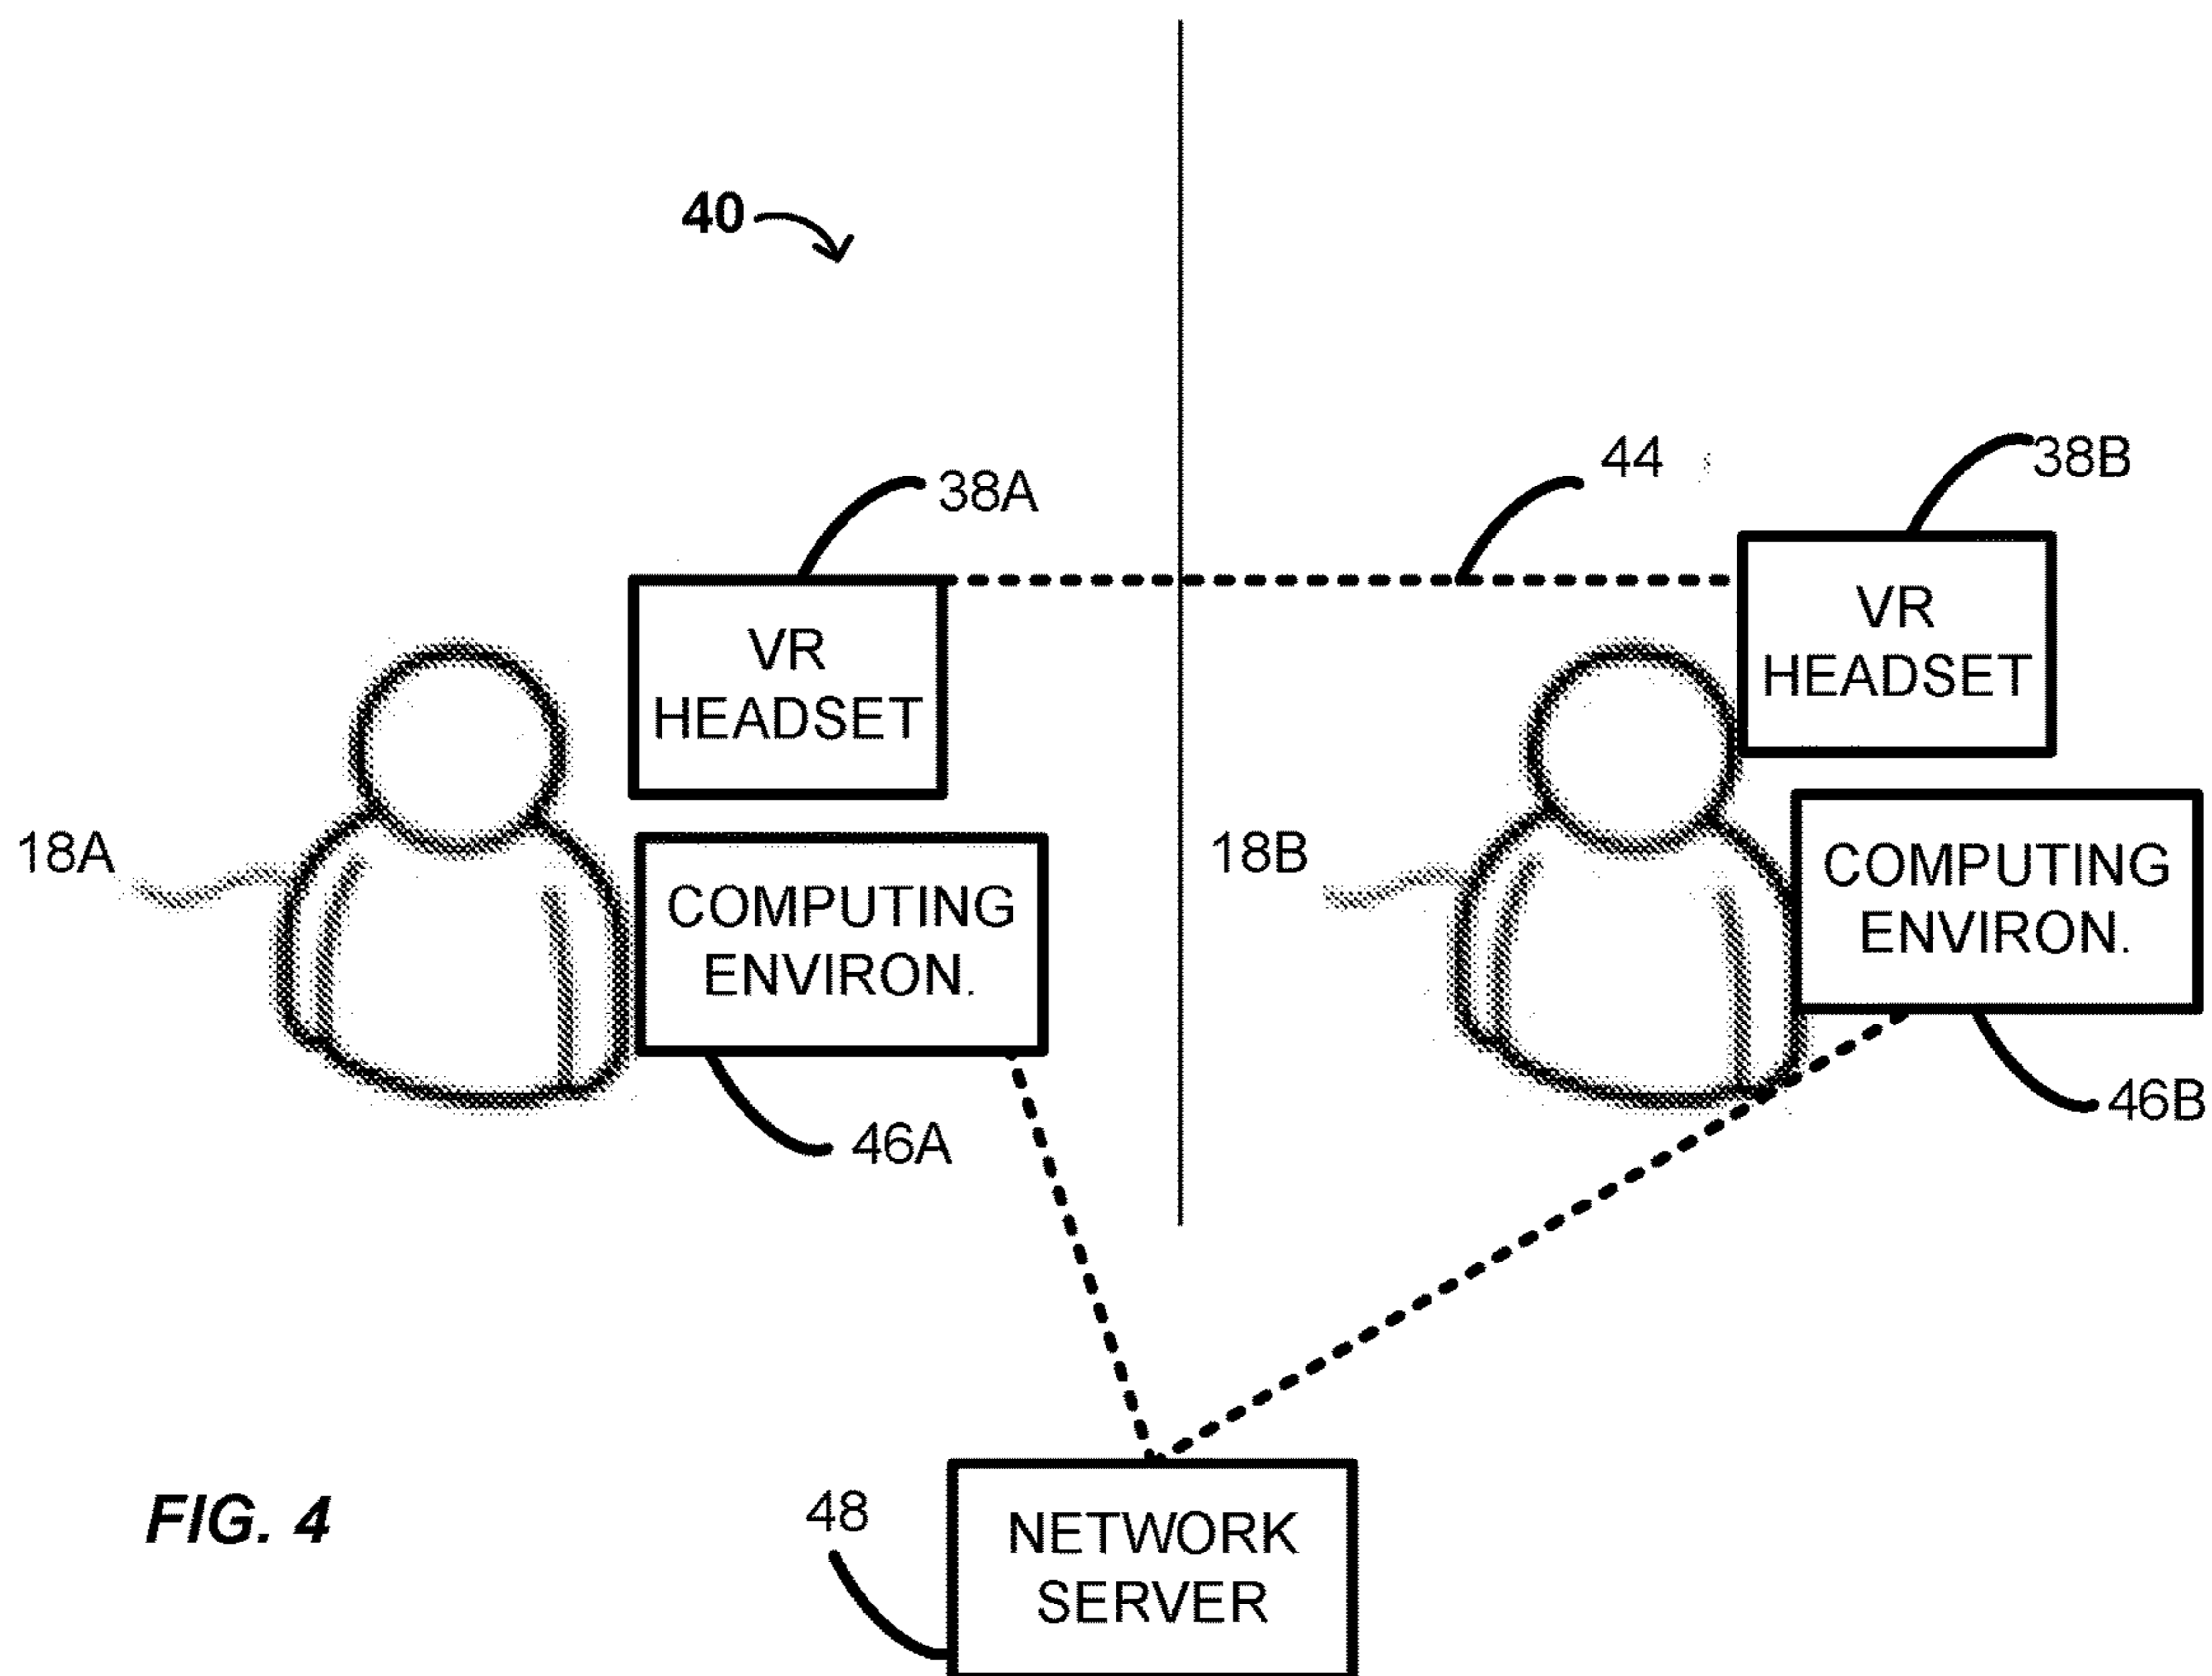 40
44
38B
38A
VR
HEADSET
VR
HEADSET
18A
18B
COMPUTING
ENVIRON.
COMPUTING
ENVIRON.
46A
46B
48
NETWORK
SERVER
FIG. 4